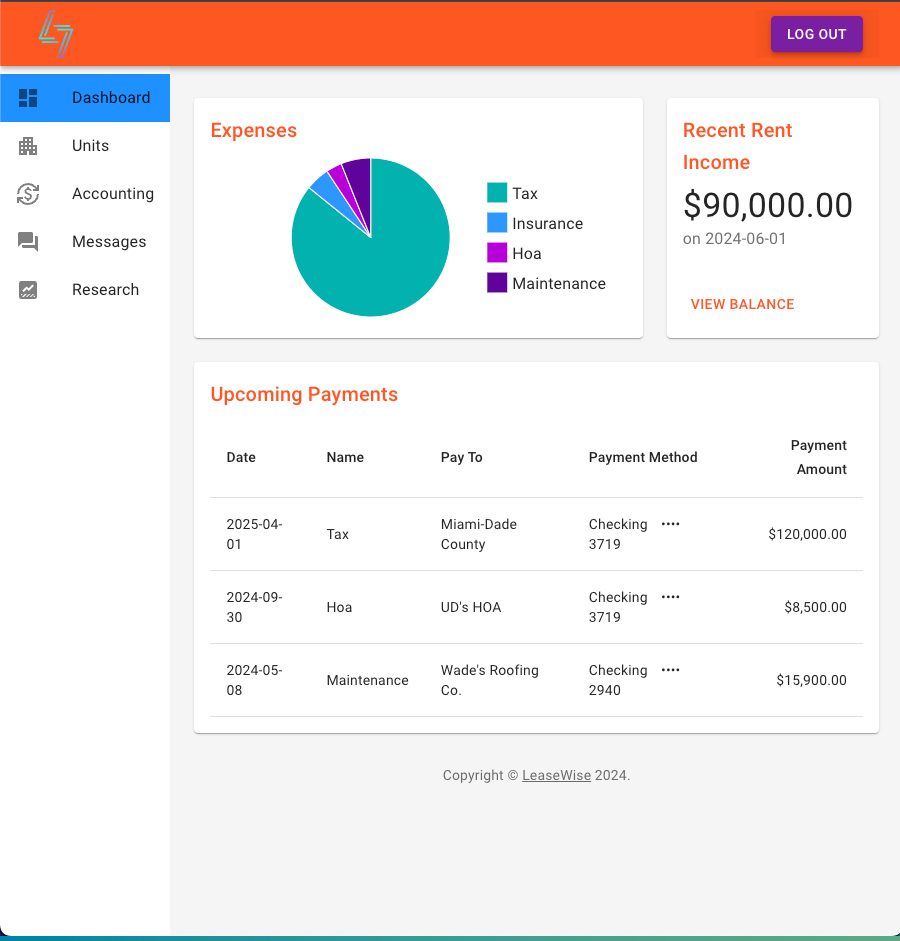 LOG OUT
Dashboard
Units
Accounting
Messages
Research
Expenses
Tax
Insurance
Hoa
Maintenance
Recent Rent
Income
$90,000.00
on 2024-06-01
VIEW BALANCE
Upcoming Payments
Date Name Pay To Payment Method Payment
Amount
2025-04-
01 Tax Miami-Dade
County Checking ••••
3719 $120,000.00
2024-09-
30 Hoa UD's HOA Checking ••••
3719 $8,500.00
2024-05-
08 Maintenance Wade's Roofing
Co. Checking ••••
2940 $15,900.00
Copyright © LeaseWise 2024.